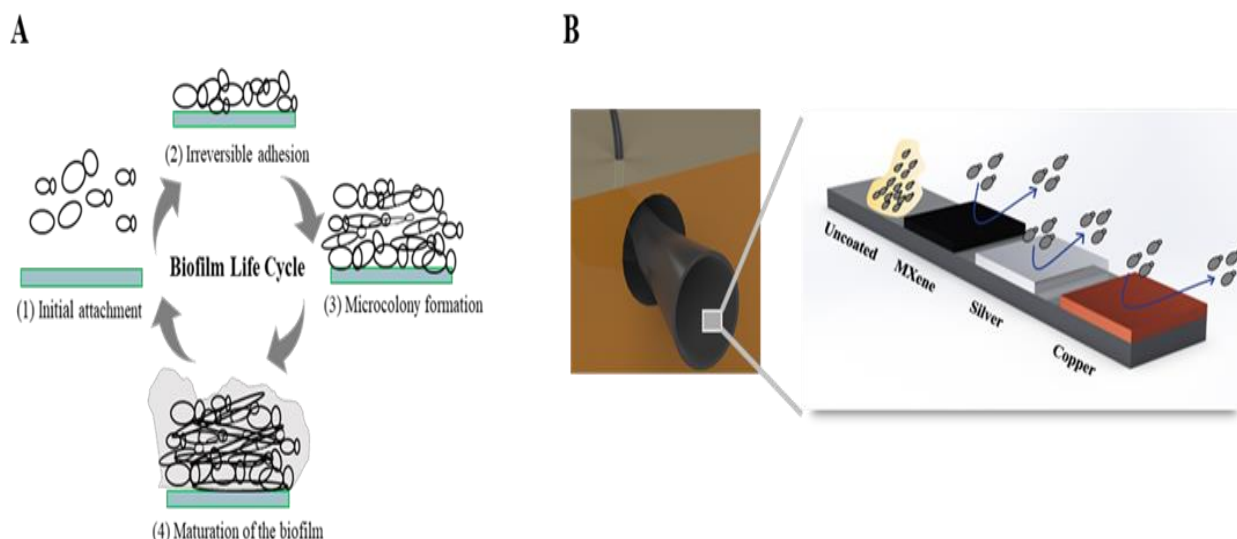 A
(2) Irreversible adhesion
Biofilm Life Cycle
(1) Initial attachment
(3) Microcolony formation
(4) Maturation of the biofilm
B
Uncoated
MXene
Silver
Copper